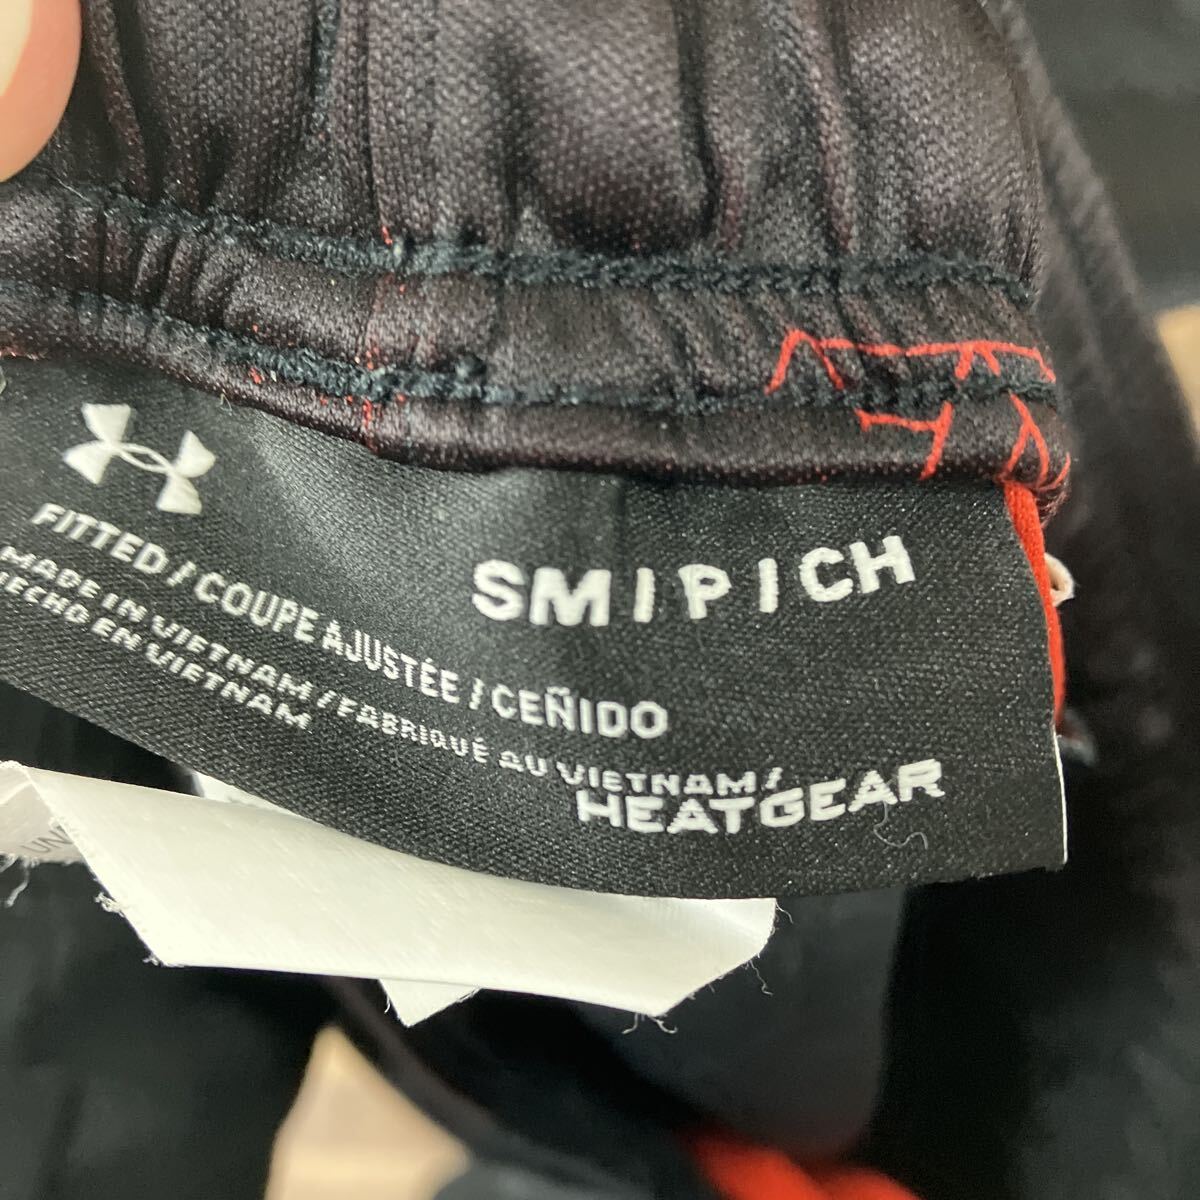 SM/P/CH
FITTED/COUPE AJUSTÉE/CEÑIDO
MADE IN VIETNAM/FABRIQUÉ AU VIETNAM/
HECHO EN VIETNAM
HEATGEAR